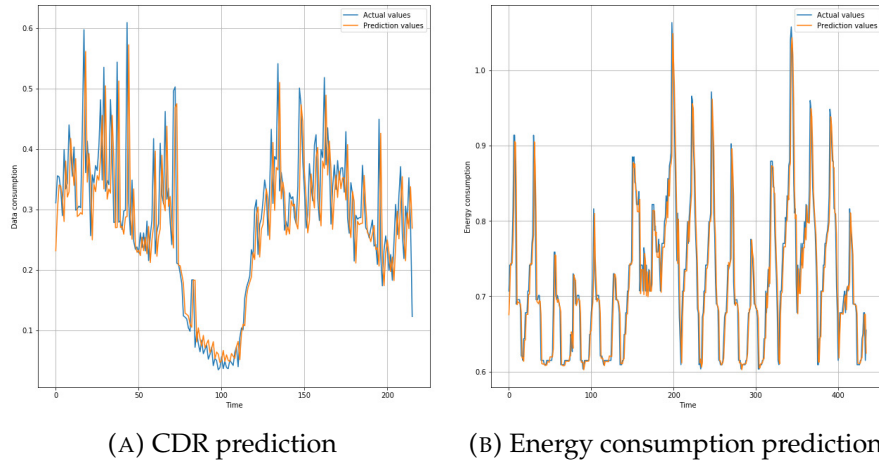 Actual values
Prediction values
0.6
0.5
0.4
0.3
0.2
0.1
Data consumption
0
50
100
150
200
Time
(A) CDR prediction
Actual values
Prediction values
1.0
0.9
0.8
0.7
0.6
Energy consumption
0
100
200
300
400
Time
(B) Energy consumption prediction